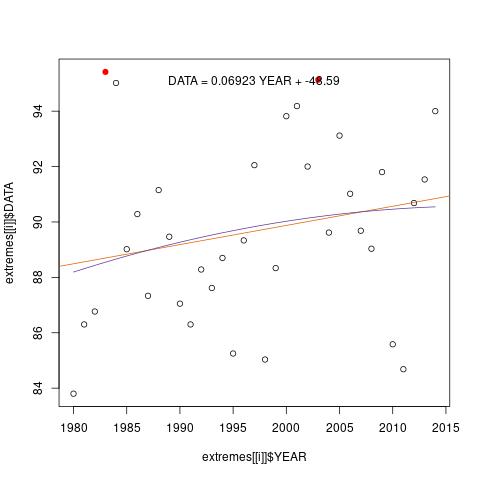 DATA = 0.06923 YEAR + -48.59
94
92
90
88
86
84
extremes[[i]]$DATA
1980 1985 1990 1995 2000 2005 2010 2015
extremes[[i]]$YEAR